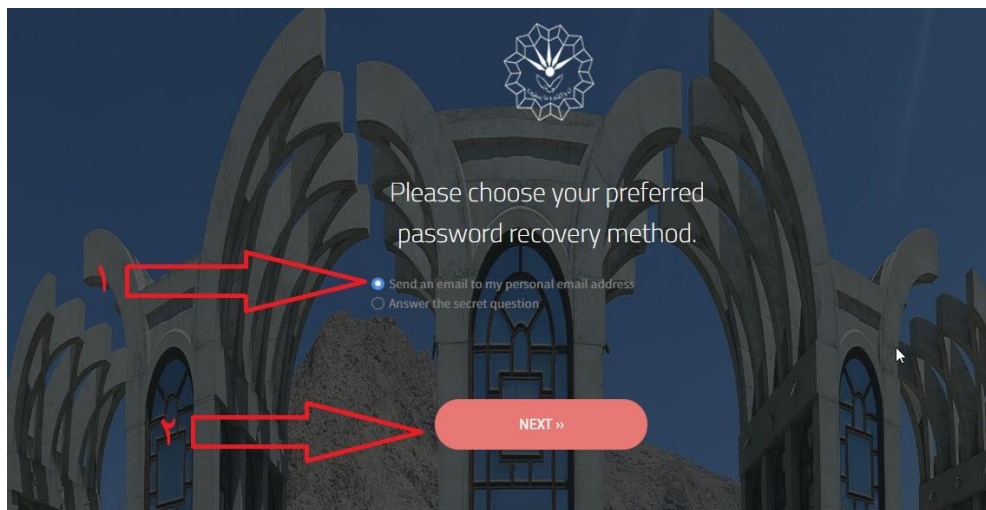 Please choose your preferred
password recovery method.
۱
Send an email to my personal email address
Answer the secret question
۲
NEXT »